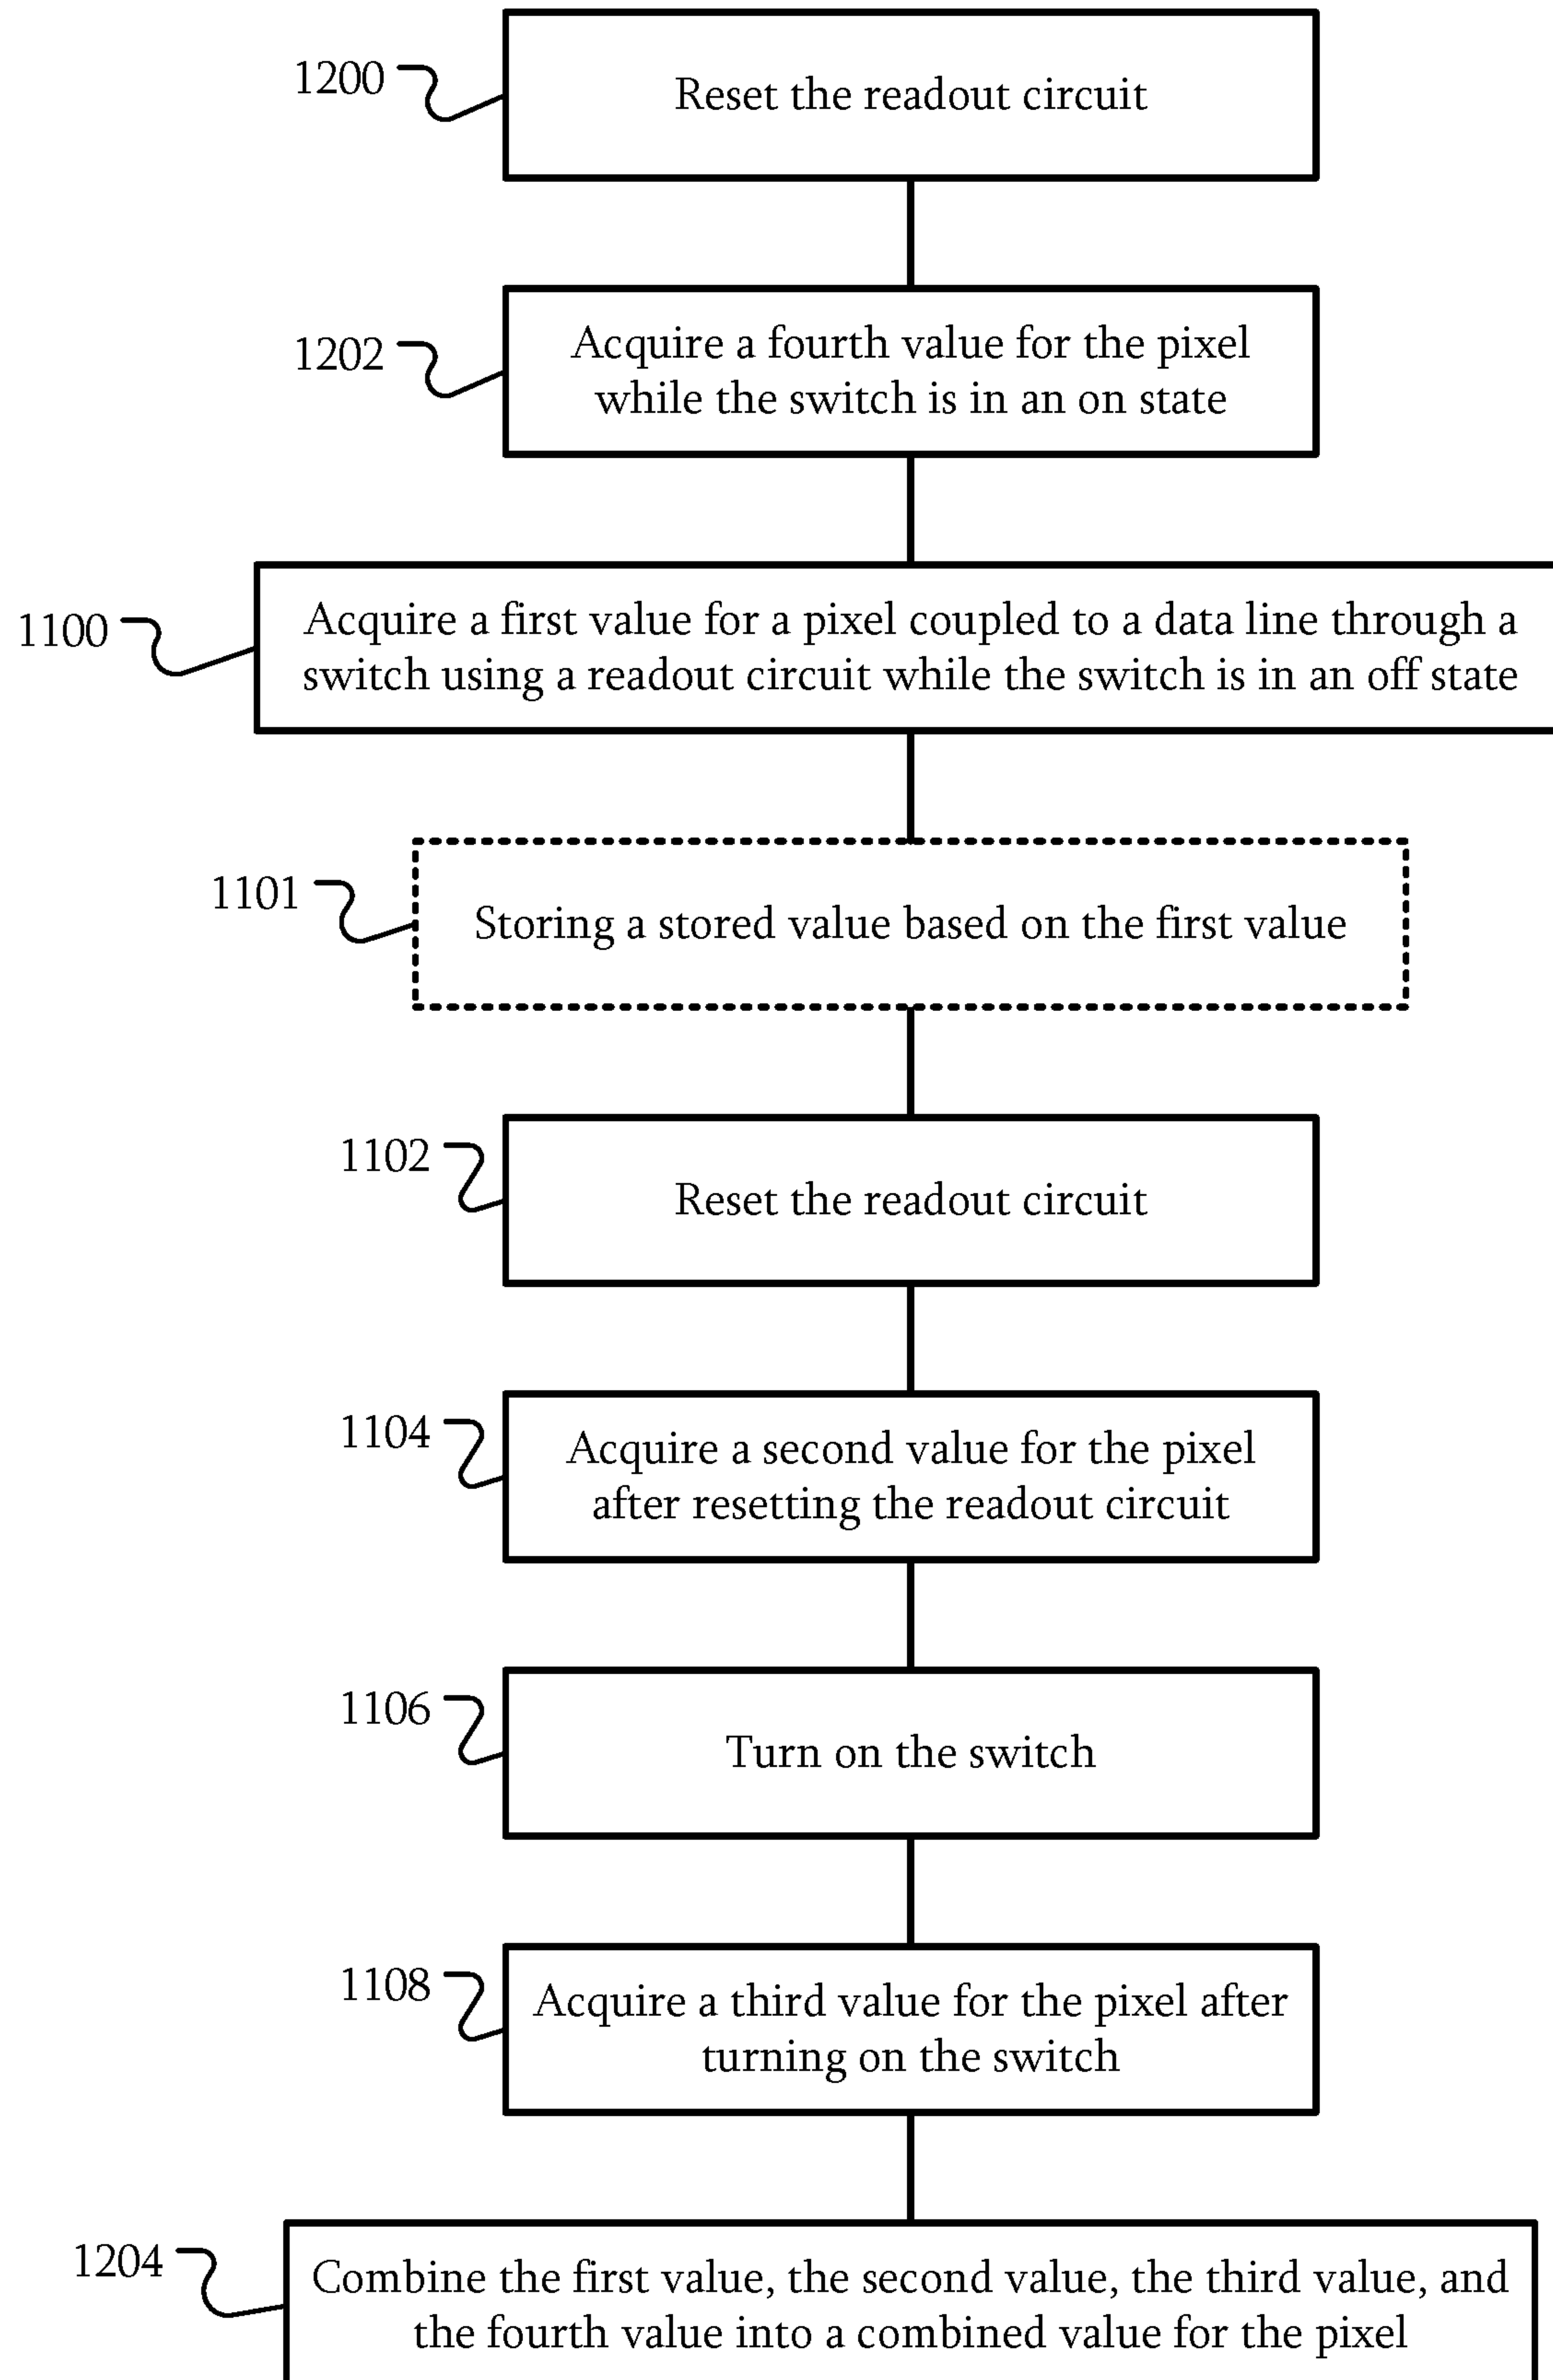 1200
Reset the readout circuit
1202
Acquire a fourth value for the pixel
while the switch is in an on state
1100
Acquire a first value for a pixel coupled to a data line through a
switch using a readout circuit while the switch is in an off state
1101
Storing a stored value based on the first value
1102
Reset the readout circuit
1104
Acquire a second value for the pixel
after resetting the readout circuit
1106
Turn on the switch
1108
Acquire a third value for the pixel after
turning on the switch
1204
Combine the first value, the second value, the third value, and
the fourth value into a combined value for the pixel